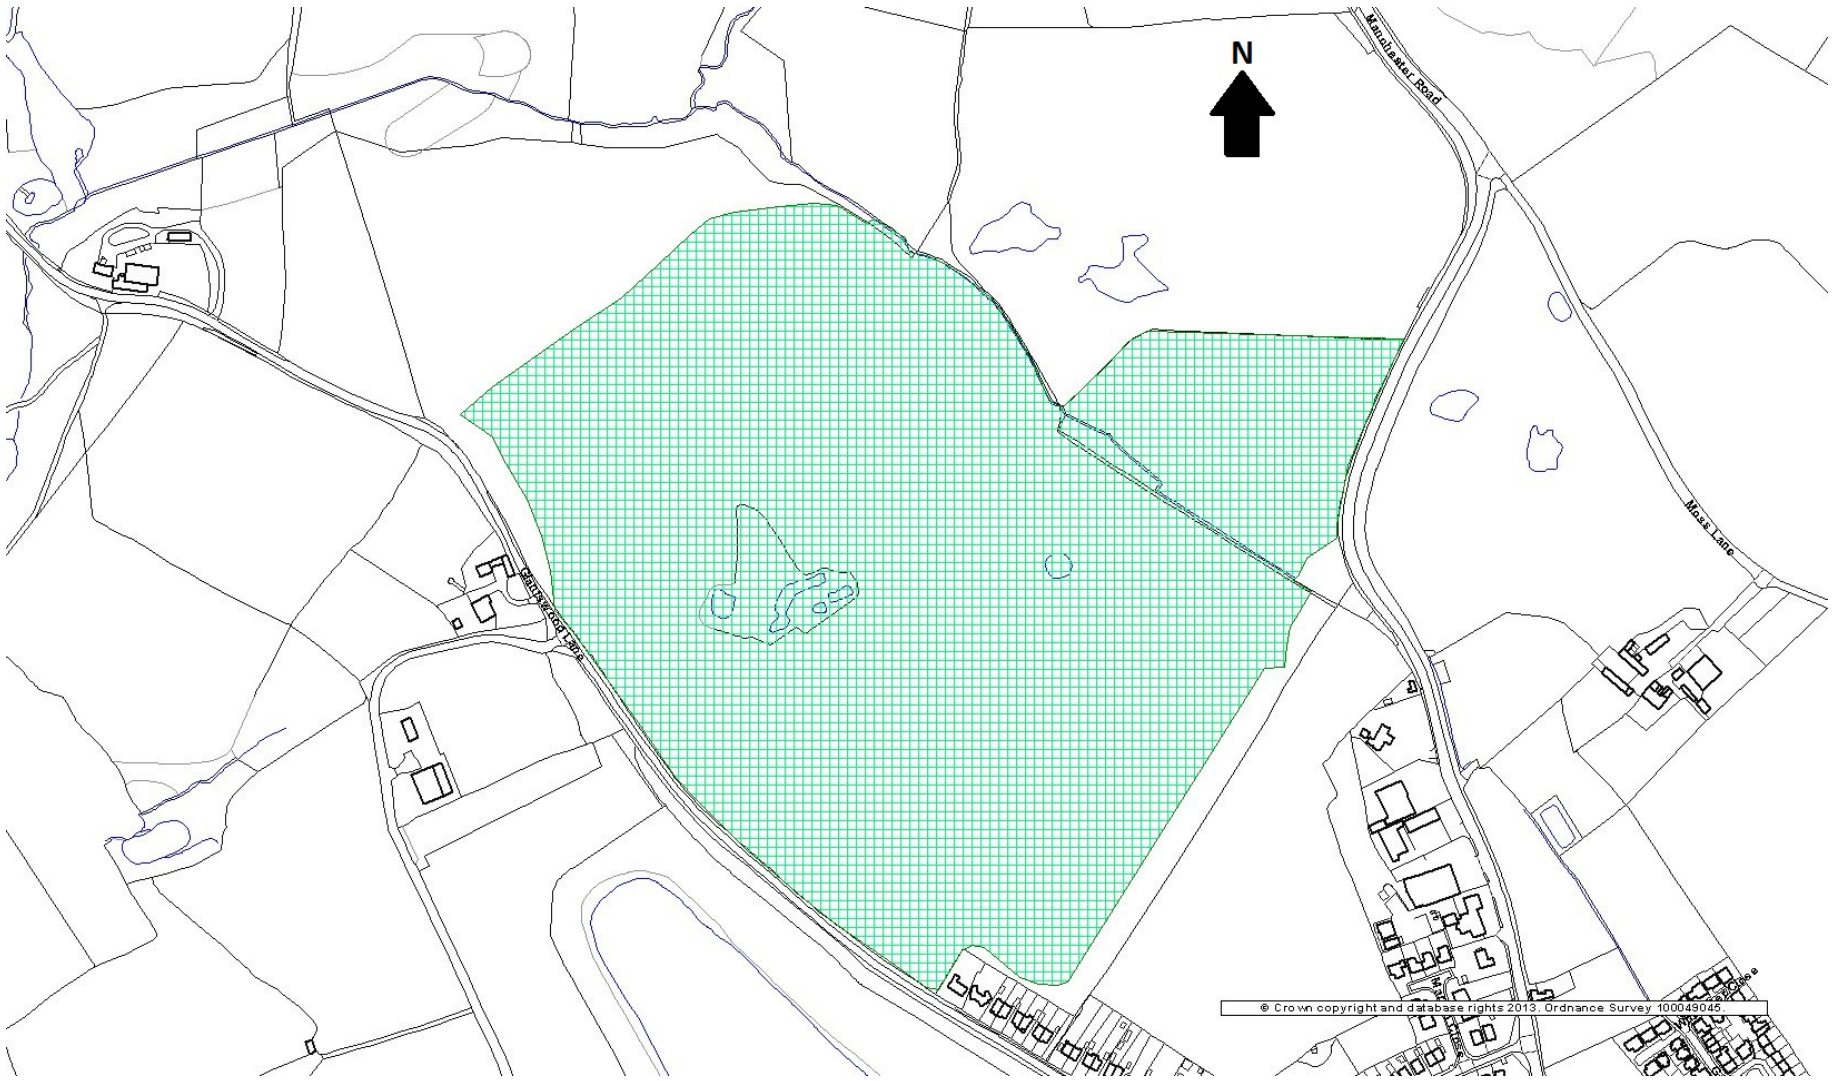 N
Manchester Road
Moss Lane
Giantswood Lane
© Crown copyright and database rights 2013. Ordnance Survey 100049045.